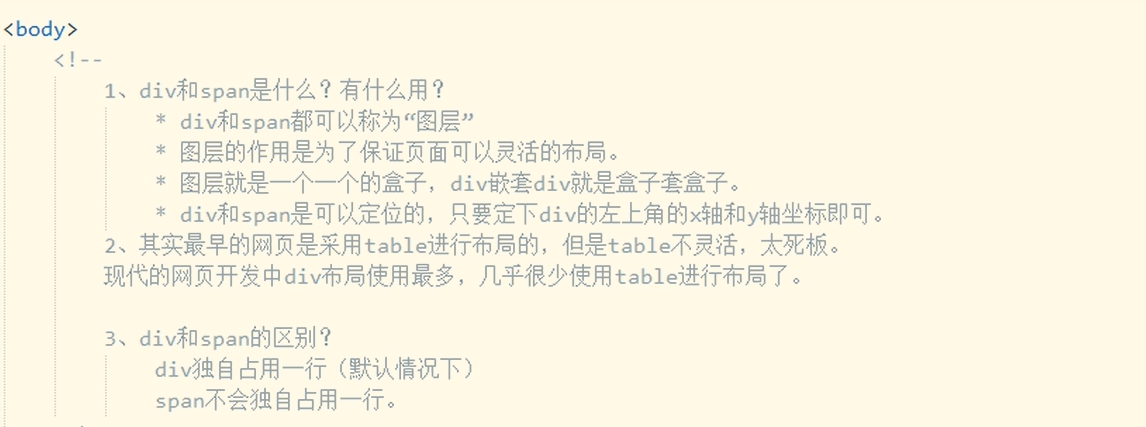 <body>
<!--
1、div和span是什么？有什么用？
* div和span都可以称为“图层”
* 图层的作用是为了保证页面可以灵活的布局。
* 图层就是一个一个的盒子，div嵌套div就是盒子套盒子。
* div和span是可以定位的，只要定下div的左上角的x轴和y轴坐标即可。
2、其实最早的网页是采用table进行布局的，但是table不灵活，太死板。
现代的网页开发中div布局使用最多，几乎很少使用table进行布局了。
3、div和span的区别？
div独自占用一行（默认情况下）
span不会独自占用一行。